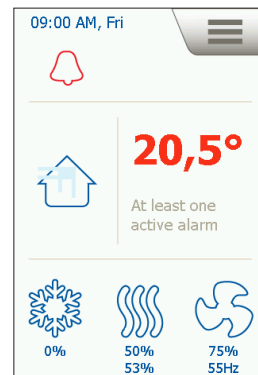 09:00 AM, Fri
20,5°
At least one
active alarm
0%
50%
75%
53%
55Hz